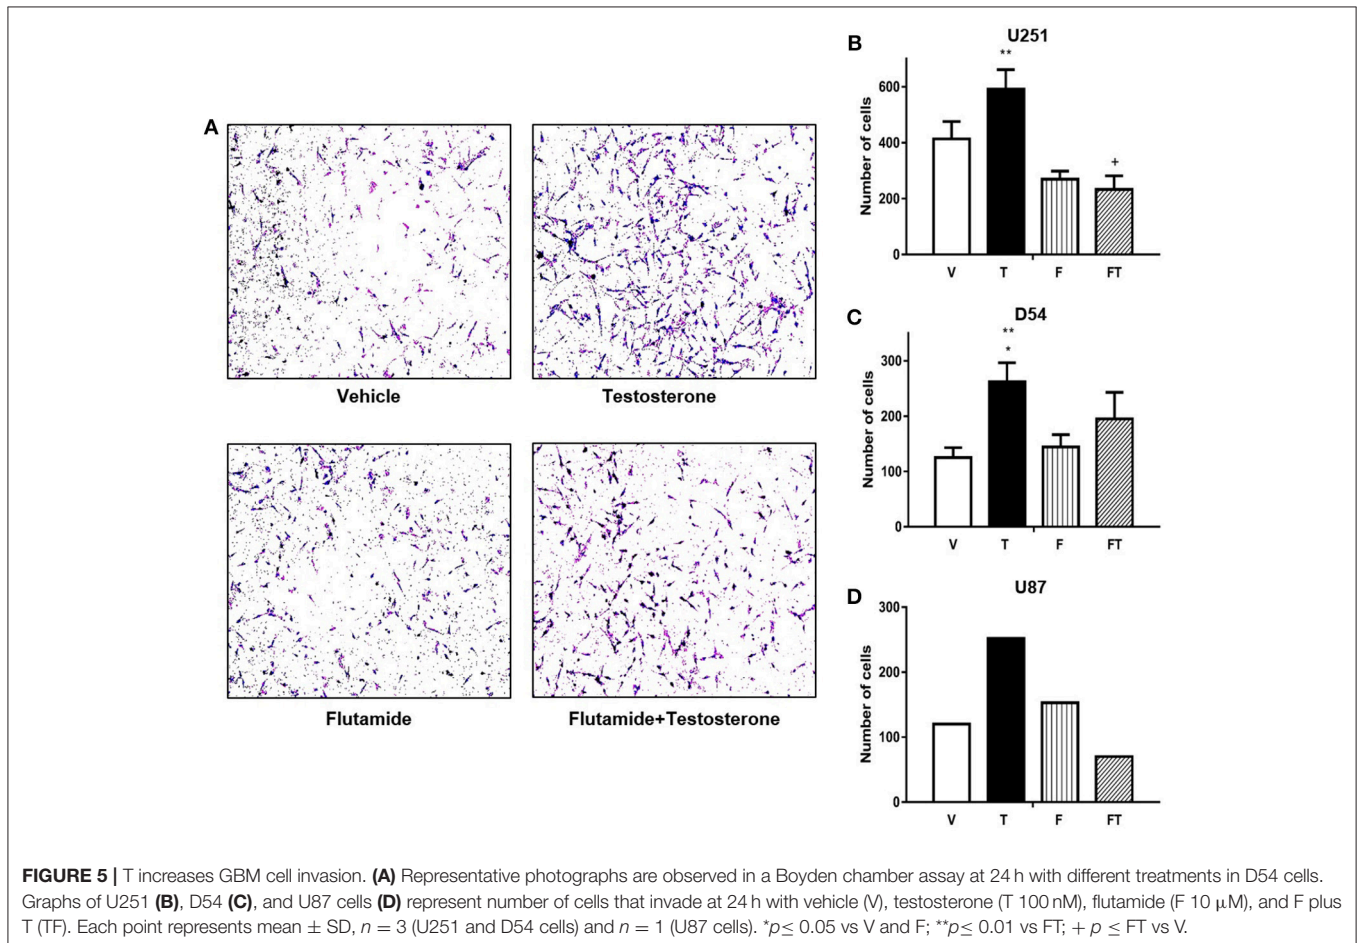 A
Vehicle
Testosterone
Flutamide
Flutamide+Testosterone
B
U251
Number of cells
600
400
200
0
**
+
V T F FT
C
D54
Number of cells
300
200
100
0
**
*
V T F FT
D
U87
Number of cells
300
200
100
0
V T F FT
FIGURE 5 | T increases GBM cell invasion. (A) Representative photographs are observed in a Boyden chamber assay at 24 h with different treatments in D54 cells.
Graphs of U251 (B), D54 (C), and U87 cells (D) represent number of cells that invade at 24 h with vehicle (V), testosterone (T 100 nM), flutamide (F 10 μM), and F plus
T (TF). Each point represents mean ± SD, n = 3 (U251 and D54 cells) and n = 1 (U87 cells). *p≤ 0.05 vs V and F; **p≤ 0.01 vs FT; + p ≤ FT vs V.